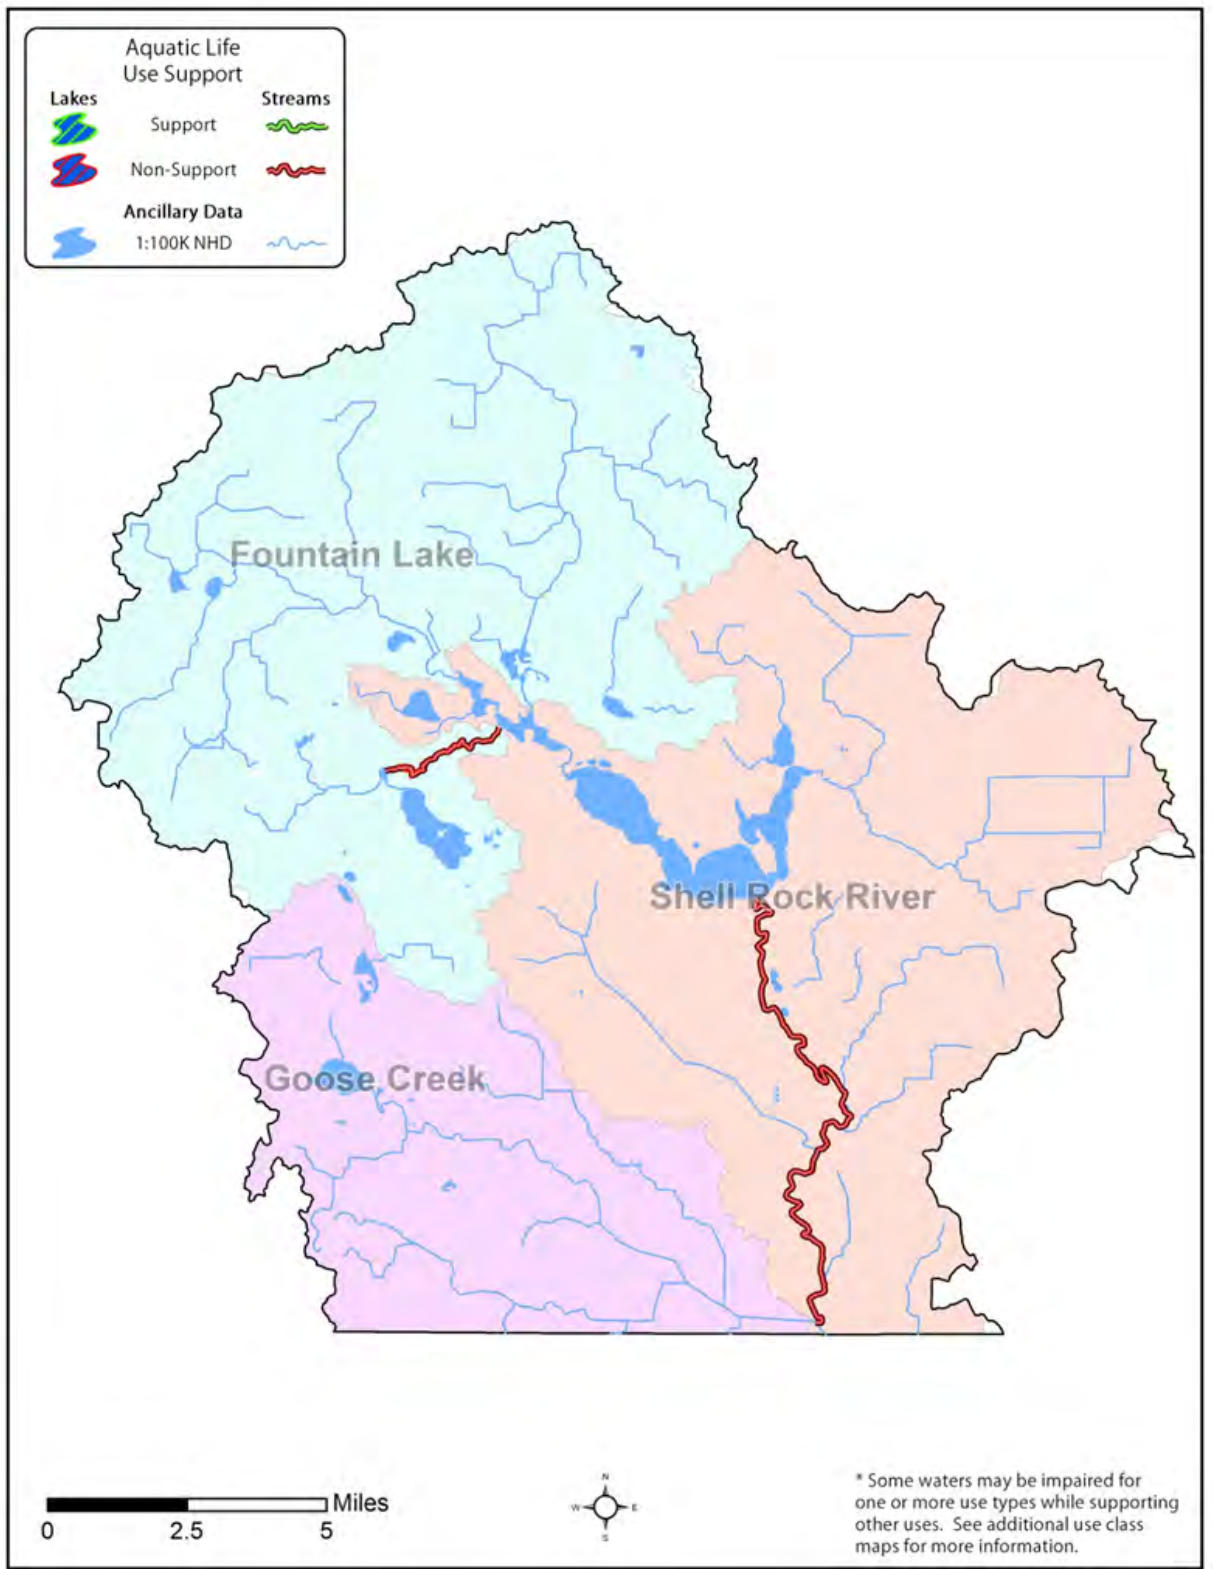 Aquatic Life
Use Support
Lakes Streams
Support
Non-Support
Ancillary Data
1:100K NHD
Fountain Lake
Shell Rock River
Goose Creek
Miles
0 2.5 5
N
W E
S
* Some waters may be impaired for
one or more use types while supporting
other uses. See additional use class
maps for more information.